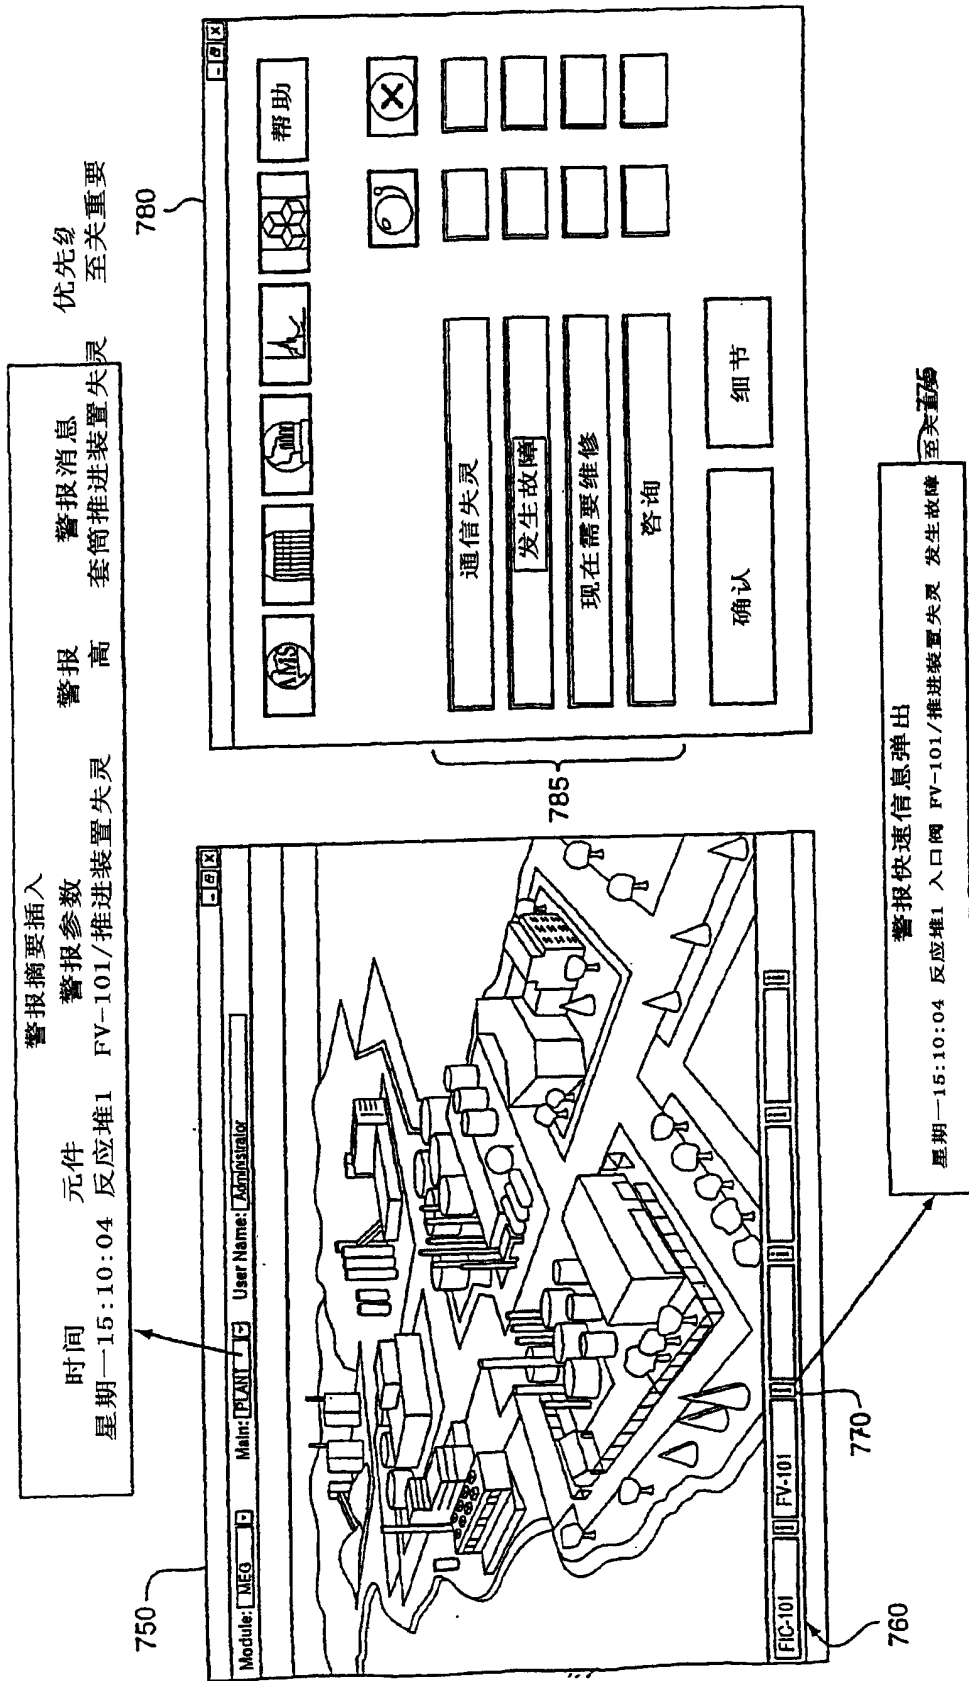 警报摘要插入
时间 元件 警报参数 警报 警报消息 优先级
星期一15:10:04 反应堆1 FV-101/推进装置失灵 高 套筒推进装置失灵 至关重要
750
Module: MEG Main: PLANT User Name: Administrator
FIC-101 FV-101
760
770
780
AMS 帮助
通信失灵
发生故障
现在需要维修
咨询
确认 细节
785
警报快速信息弹出
星期一15:10:04 反应堆1 入口阀 FV-101/推进装置失灵 发生故障 至关重要
775